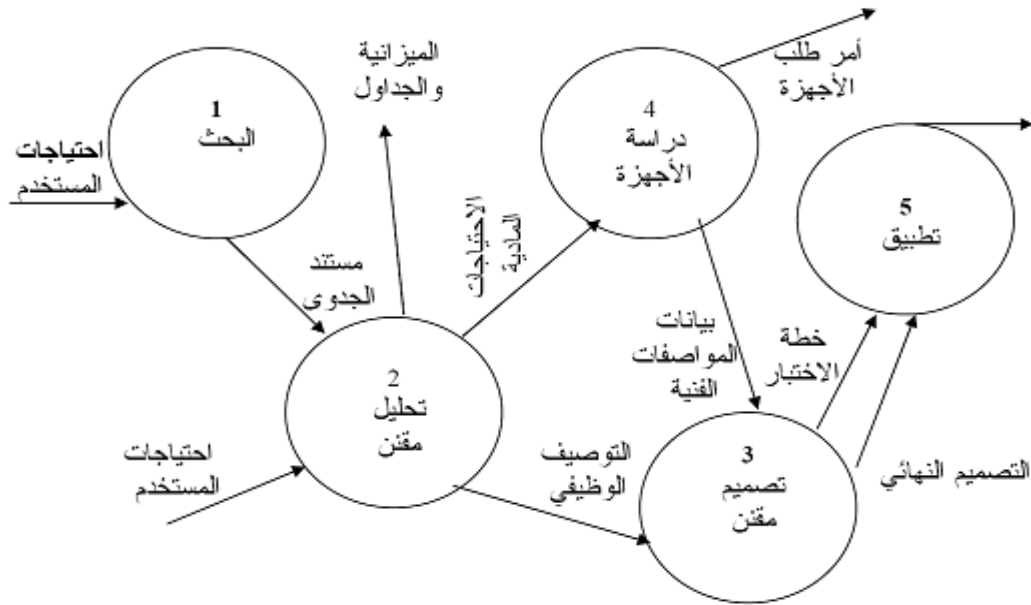 1
البحث
احتياجات
المستخدم
مستند
الجدوى
الميزانية
والجداول
2
تحليل
مقنن
احتياجات
المستخدم
الاحتياجات
المادية
4
دراسة
الأجهزة
أمر طلب
الأجهزة
بيانات
المواصفات
الفنية
التوصيف
الوظيفي
3
تصميم
مقنن
خطة
الاختبار
التصميم النهائي
5
تطبيق